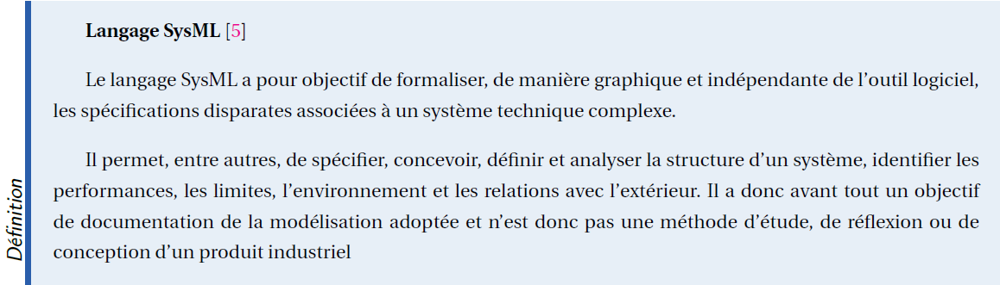 Langage SysML [5]
Le langage SysML a pour objectif de formaliser, de manière graphique et indépendante de l'outil logiciel,
les spécifications disparates associées à un système technique complexe.
Il permet, entre autres, de spécifier, concevoir, définir et analyser la structure d'un système, identifier les
performances, les limites, l'environnement et les relations avec l'extérieur. Il a donc avant tout un objectif
de documentation de la modélisation adoptée et n'est donc pas une méthode d'étude, de réflexion ou de
conception d'un produit industriel
Définition